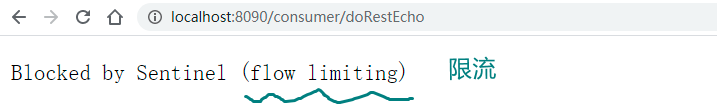 localhost:8090/consumer/doRestEcho
Blocked by Sentinel (flow limiting) 限流